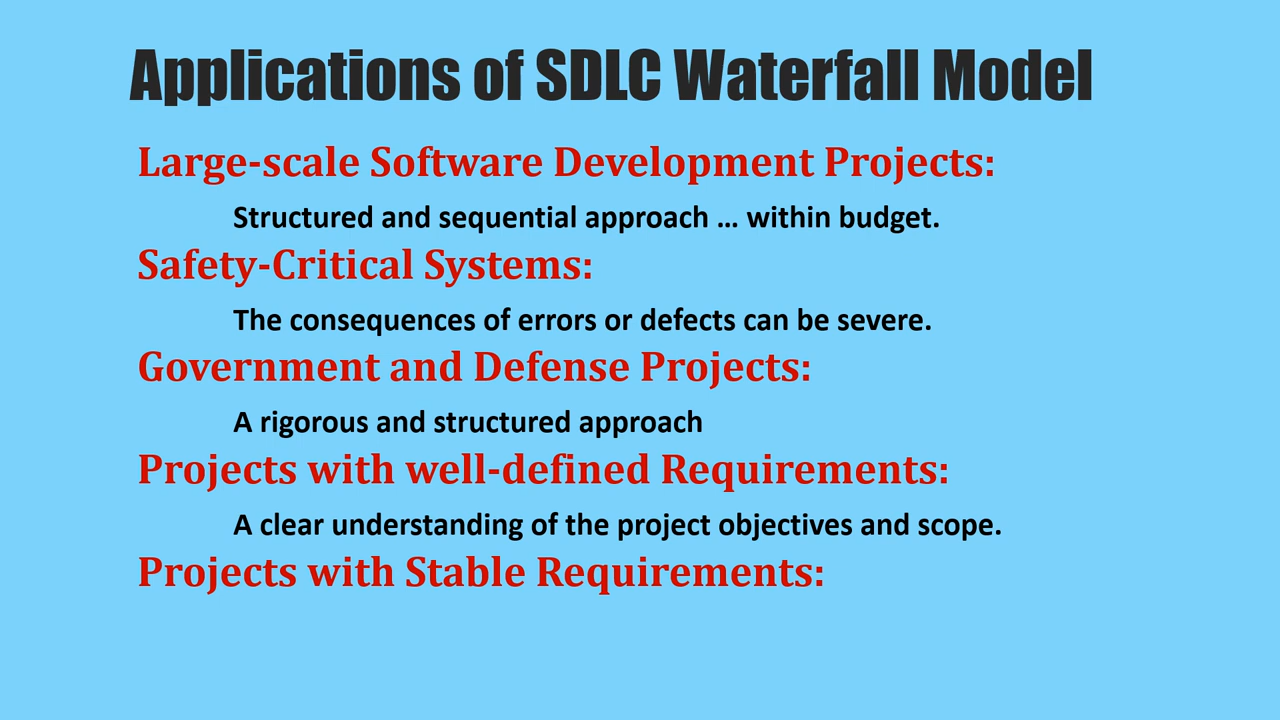 Applications of SDLC Waterfall Model
Large-scale Software Development Projects:
Structured and sequential approach … within budget.
Safety-Critical Systems:
The consequences of errors or defects can be severe.
Government and Defense Projects:
A rigorous and structured approach
Projects with well-defined Requirements:
A clear understanding of the project objectives and scope.
Projects with Stable Requirements: